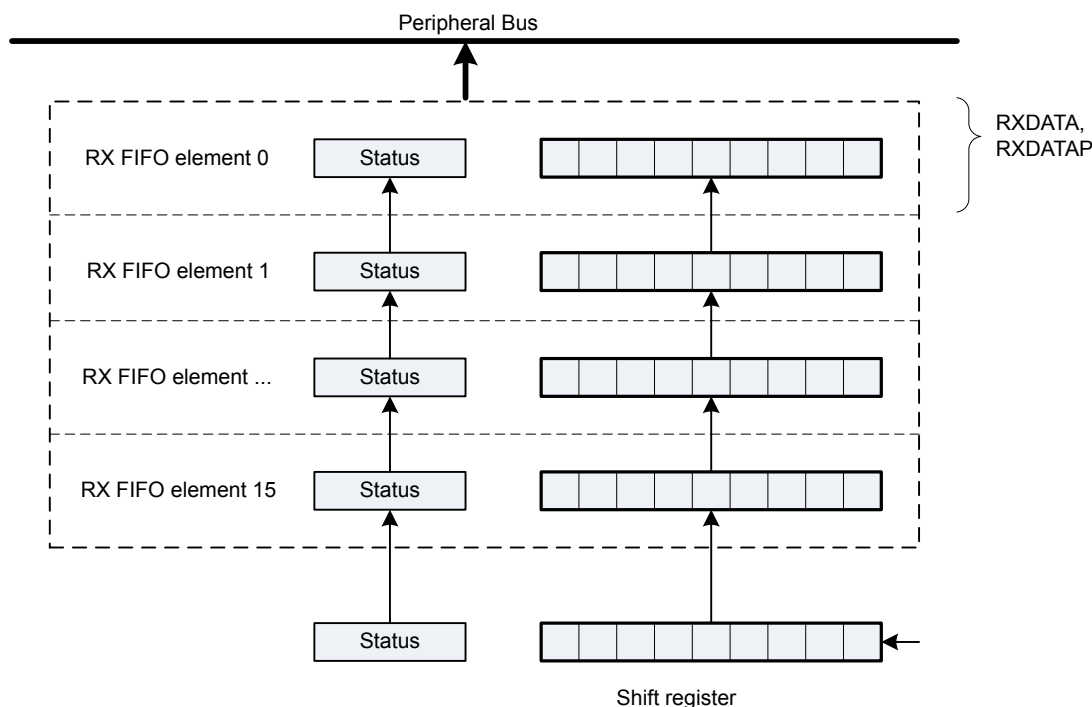 Peripheral Bus
RX FIFO element 0
Status
RXDATA,
RXDATAP
RX FIFO element 1
Status
RX FIFO element ...
Status
RX FIFO element 15
Status
Status
Shift register